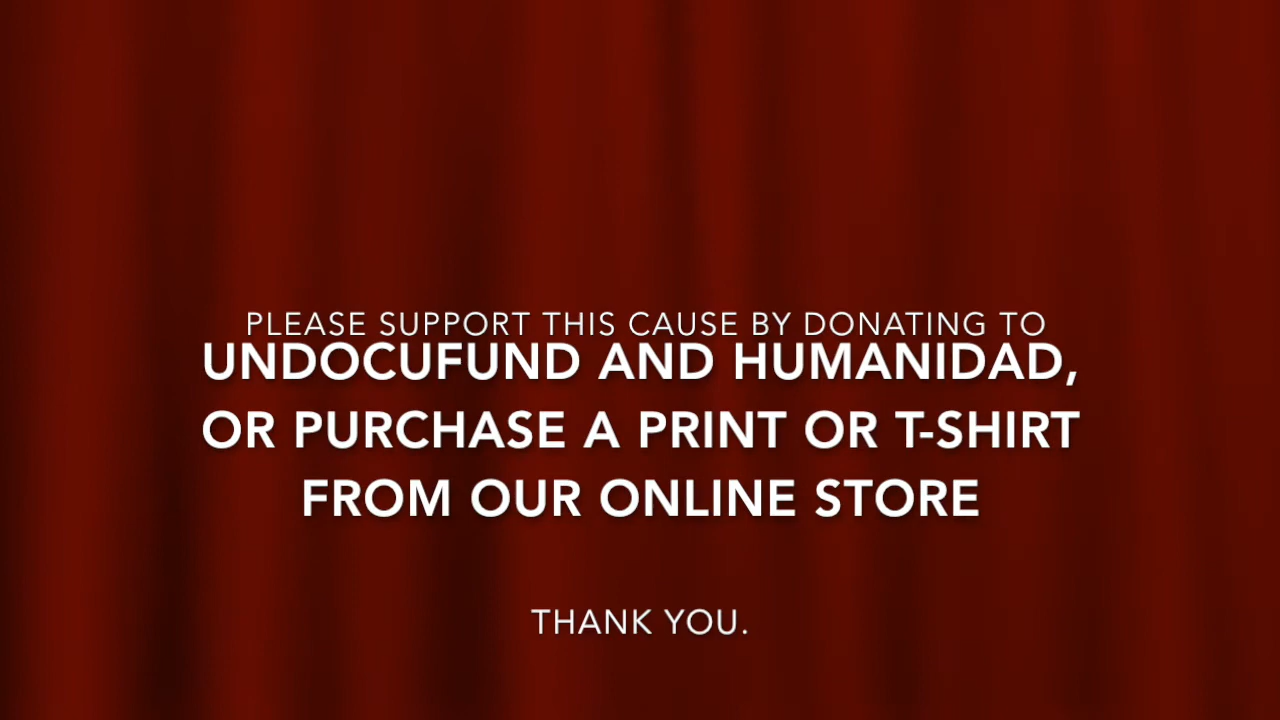 PLEASE SUPPORT THIS CAUSE BY DONATING TO
UNDOCUFUND AND HUMANIDAD,
OR PURCHASE A PRINT OR T-SHIRT
FROM OUR ONLINE STORE
THANK YOU.